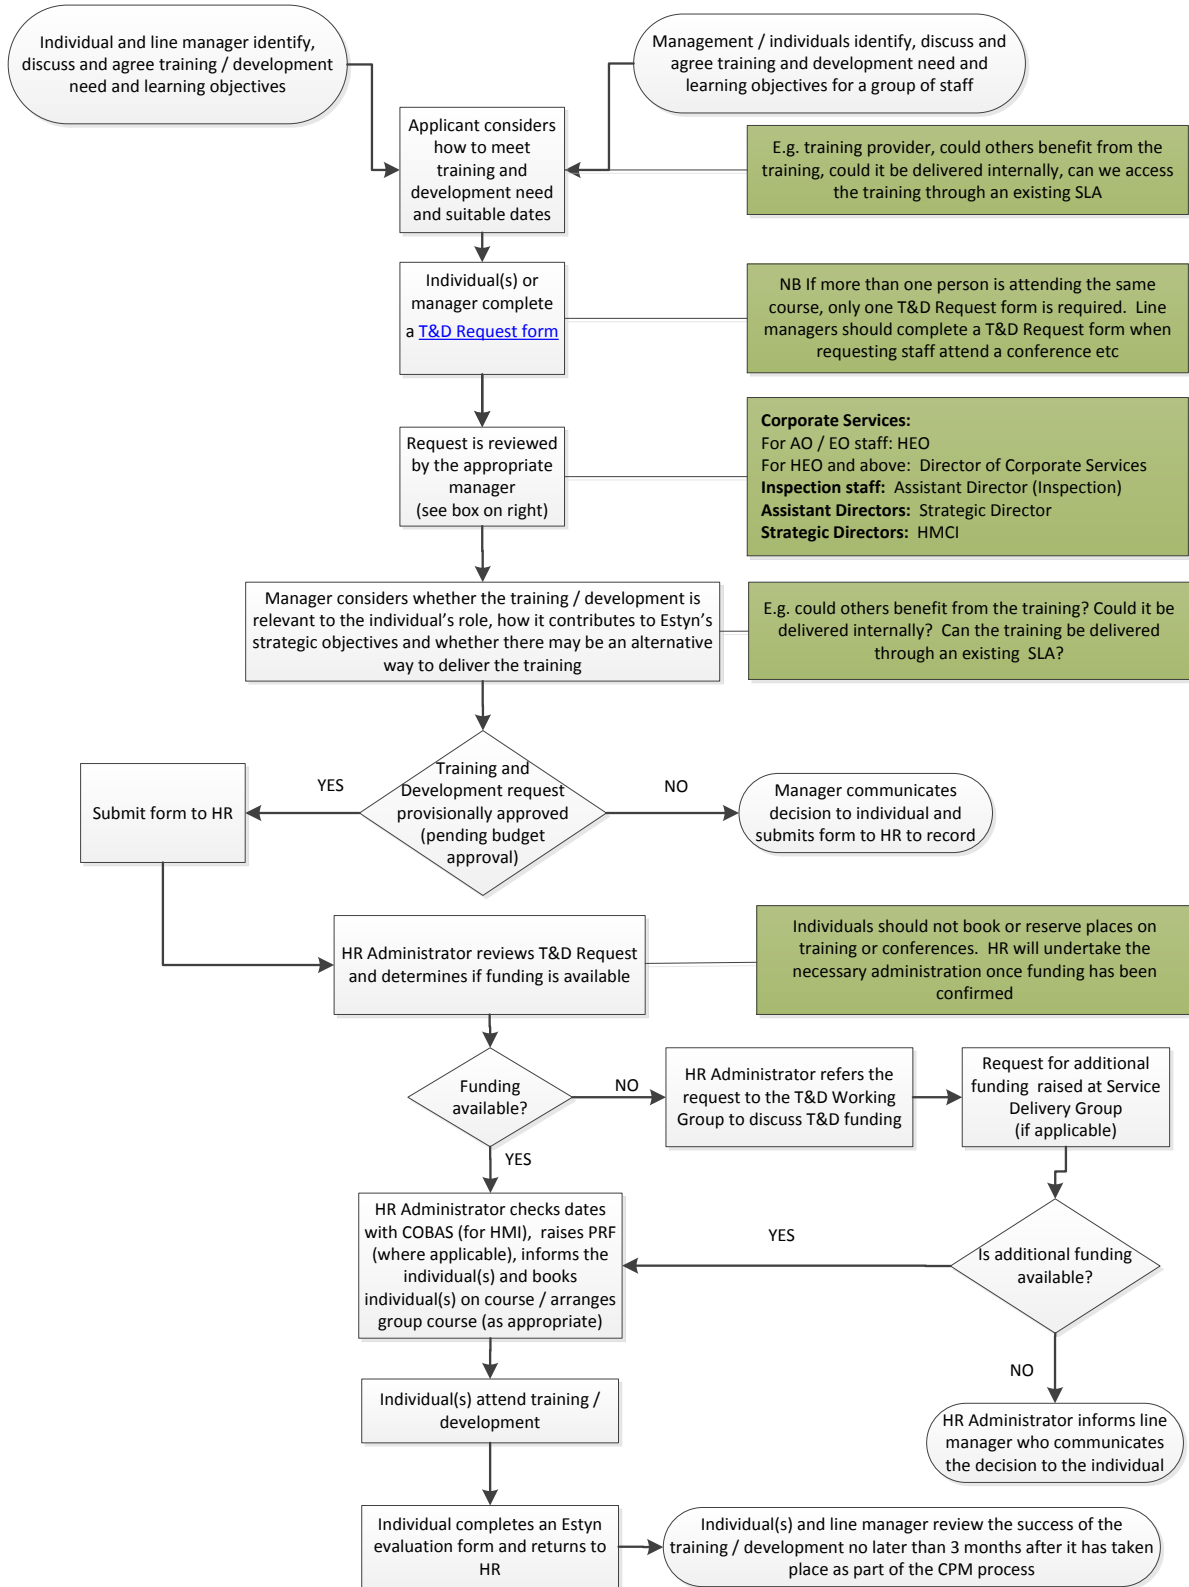 Individual and line manager identify,
discuss and agree training / development
need and learning objectives
Management / individuals identify, discuss and
agree training and development need and
learning objectives for a group of staff
Applicant considers
how to meet
training and
development need
and suitable dates
E.g. training provider, could others benefit from the
training, could it be delivered internally, can we access
the training through an existing SLA
Individual(s) or
manager complete
a T&D Request form
NB If more than one person is attending the same
course, only one T&D Request form is required.  Line
managers should complete a T&D Request form when
requesting staff attend a conference etc
Request is reviewed
by the appropriate
manager
(see box on right)
Corporate Services:
For AO / EO staff: HEO
For HEO and above:  Director of Corporate Services
Inspection staff:  Assistant Director (Inspection)
Assistant Directors:  Strategic Director
Strategic Directors:  HMCI
Manager considers whether the training / development is
relevant to the individual's role, how it contributes to Estyn's
strategic objectives and whether there may be an alternative
way to deliver the training
E.g. could others benefit from the training? Could it be
delivered internally?  Can the training be delivered
through an existing  SLA?
Training and
Development request
provisionally approved
(pending budget
approval)
YES
NO
Submit form to HR
Manager communicates
decision to individual and
submits form to HR to record
HR Administrator reviews T&D Request
and determines if funding is available
Individuals should not book or reserve places on
training or conferences.  HR will undertake the
necessary administration once funding has been
confirmed
Funding
available?
NO
HR Administrator refers the
request to the T&D Working
Group to discuss T&D funding
Request for additional
funding  raised at Service
Delivery Group
(if applicable)
YES
HR Administrator checks dates
with COBAS (for HMI),  raises PRF
(where applicable), informs the
individual(s) and books
individual(s) on course / arranges
group course (as appropriate)
YES
Is additional funding
available?
NO
Individual(s) attend training /
development
HR Administrator informs line
manager who communicates
the decision to the individual
Individual completes an Estyn
evaluation form and returns to
HR
Individual(s) and line manager review the success of the
training / development no later than 3 months after it has taken
place as part of the CPM process